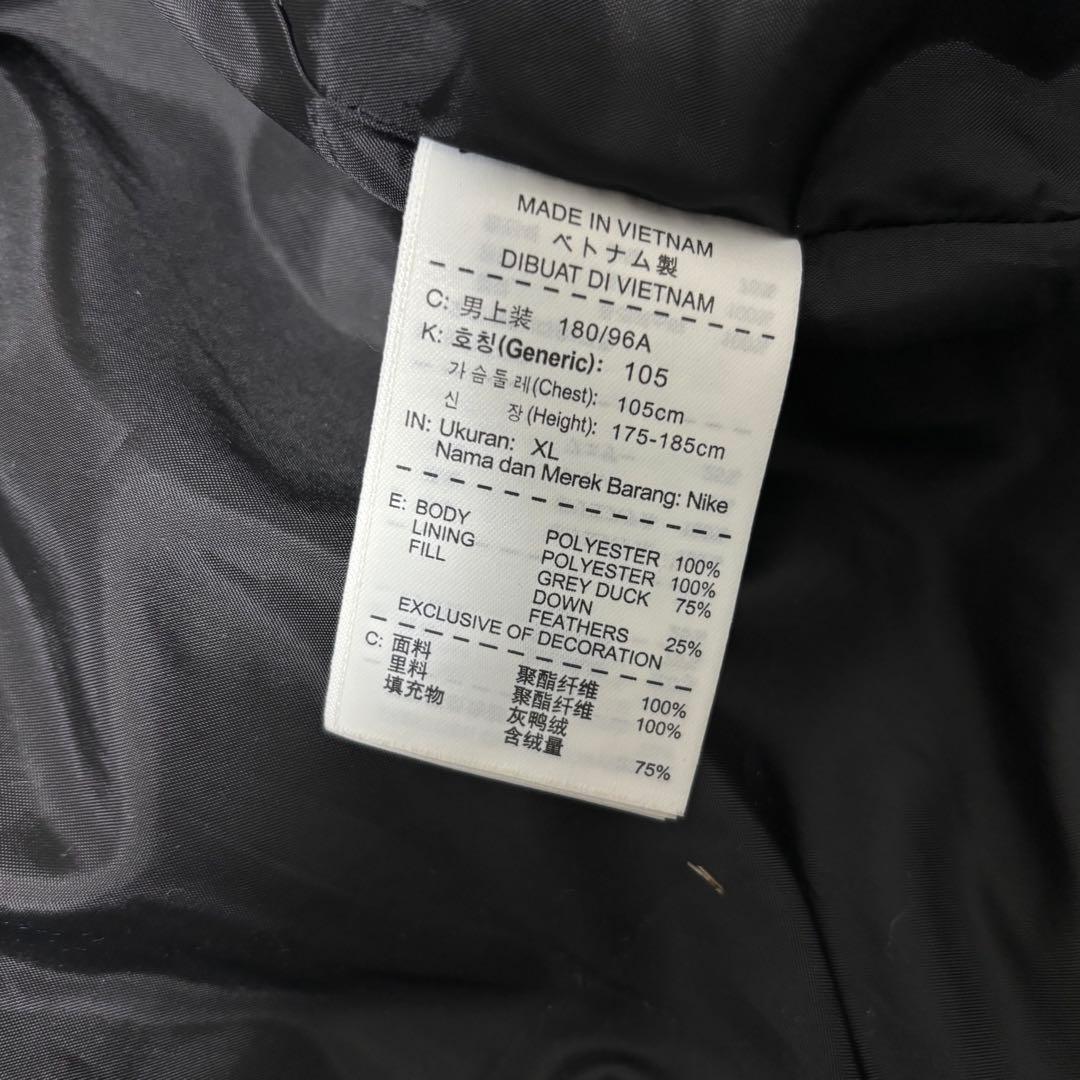 MADE IN VIETNAM
ベトナム製
DIBUAT DI VIETNAM
C: 男上装 180/96A
K: 호칭(Generic): 105
가슴둘레(Chest): 105cm
신 장(Height): 175-185cm
IN: Ukuran: XL
Nama dan Merek Barang: Nike
E: BODY POLYESTER 100%
LINING POLYESTER 100%
FILL GREY DUCK 75%
DOWN
FEATHERS 25%
EXCLUSIVE OF DECORATION
C: 面料 聚酯纤维 100%
里料 聚酯纤维 100%
填充物 灰鸭绒
含绒量 75%